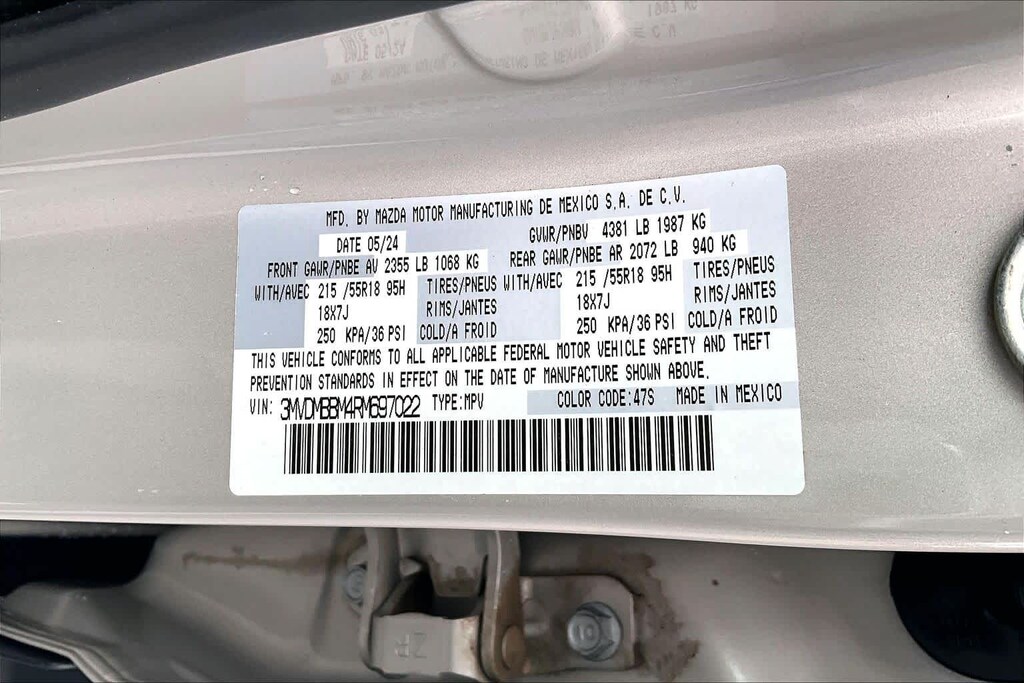 MFD. BY MAZDA MOTOR MANUFACTURING DE MEXICO S.A. DE C.V.
DATE 05/24 GVWR/PNBV 4381 LB 1987 KG
FRONT GAWR/PNBE AV 2355 LB 1068 KG REAR GAWR/PNBE AR 2072 LB 940 KG
WITH/AVEC 215 /55R18 95H TIRES/PNEUS WITH/AVEC 215 /55R18 95H TIRES/PNEUS
18X7J RIMS/JANTES 18X7J RIMS/JANTES
250 KPA/36 PSI COLD/A FROID 250 KPA/36 PSI COLD/A FROID
THIS VEHICLE CONFORMS TO ALL APPLICABLE FEDERAL MOTOR VEHICLE SAFETY AND THEFT
PREVENTION STANDARDS IN EFFECT ON THE DATE OF MANUFACTURE SHOWN ABOVE.
VIN: 3MVDMBBM4RM697022 TYPE:MPV COLOR CODE:47S MADE IN MEXICO